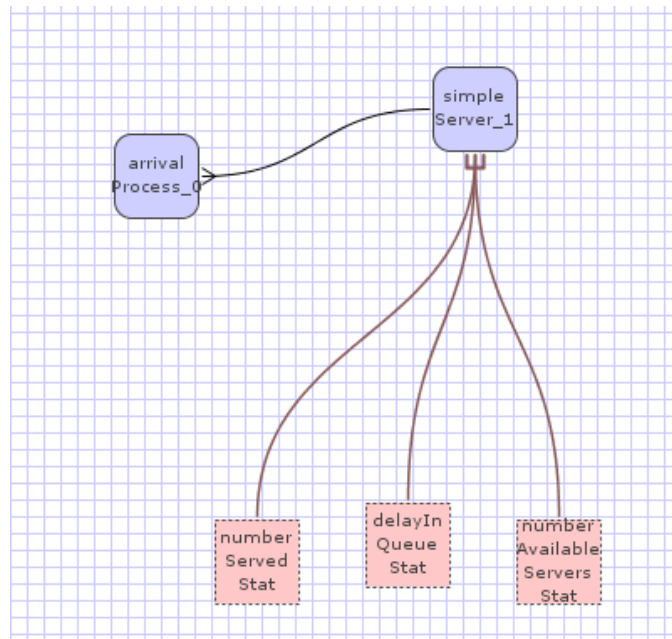 simple
Server_1
arrival
Process_0
number
Served
Stat
delayIn
Queue
Stat
number
Available
Servers
Stat